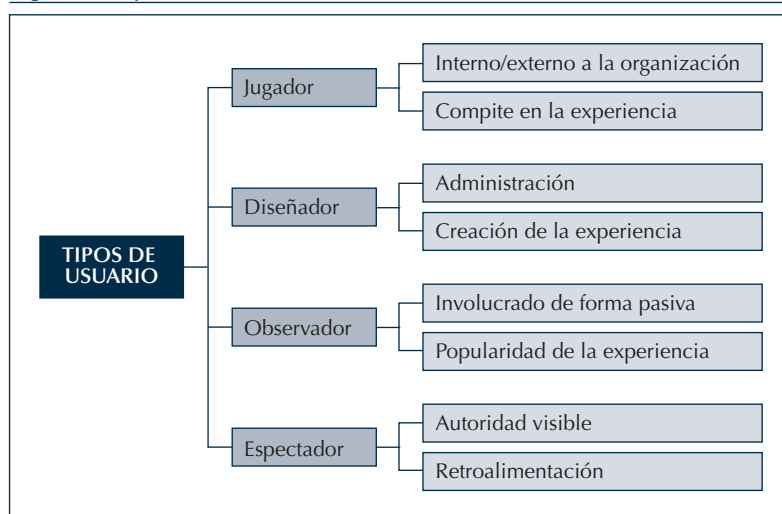 TIPOS DE
USUARIO
Jugador
Interno/externo a la organización
Compite en la experiencia
Diseñador
Administración
Creación de la experiencia
Observador
Involucrado de forma pasiva
Popularidad de la experiencia
Espectador
Autoridad visible
Retroalimentación